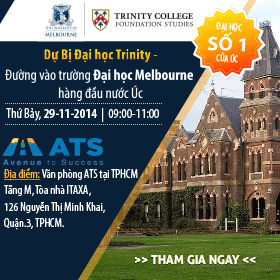 THE UNIVERSITY OF
MELBOURNE
TRINITY COLLEGE
FOUNDATION STUDIES
ĐẠI HỌC
SỐ 1
CỦA ÚC
Dự Bị Đại học Trinity -
Đường vào trường Đại học Melbourne
hàng đầu nước Úc
Thứ Bảy, 29-11-2014 | 09:00-11:00
ATS
Avenue to Success
Địa điểm: Văn phòng ATS tại TPHCM
Tầng M, Tòa nhà ITAXA,
126 Nguyễn Thị Minh Khai,
Quận.3, TPHCM.
>> THAM GIA NGAY <<